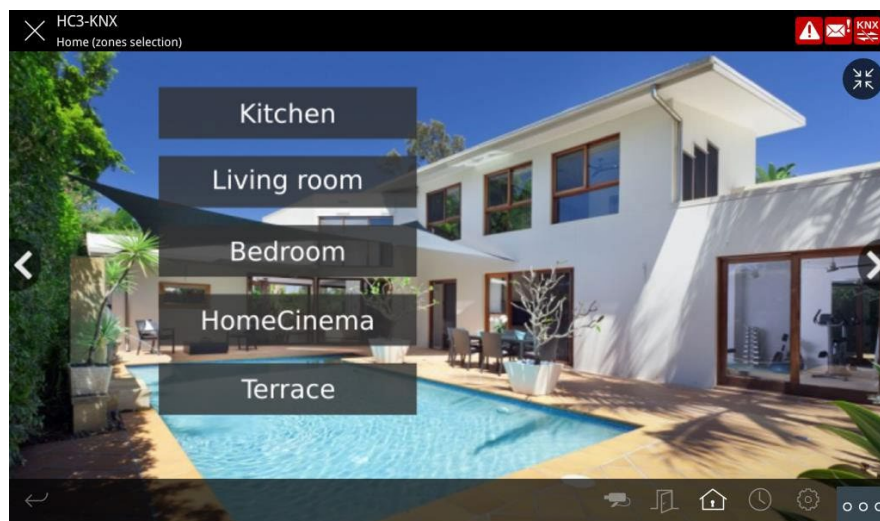 HC3-KNX
Home (zones selection)
KNX
Kitchen
Living room
Bedroom
HomeCinema
Terrace